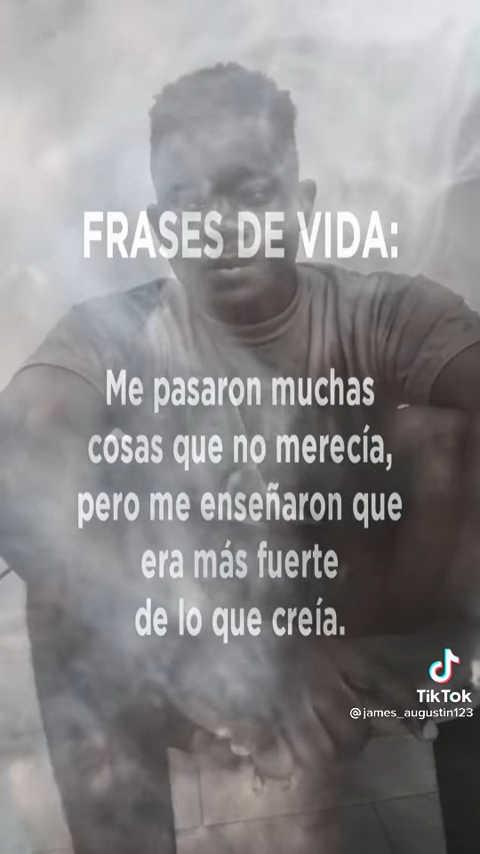 FRASES DE VIDA:
Me pasaron muchas
cosas que no merecía,
pero me enseñaron que
era más fuerte
de lo que creía.
TikTok
@james_augustin123